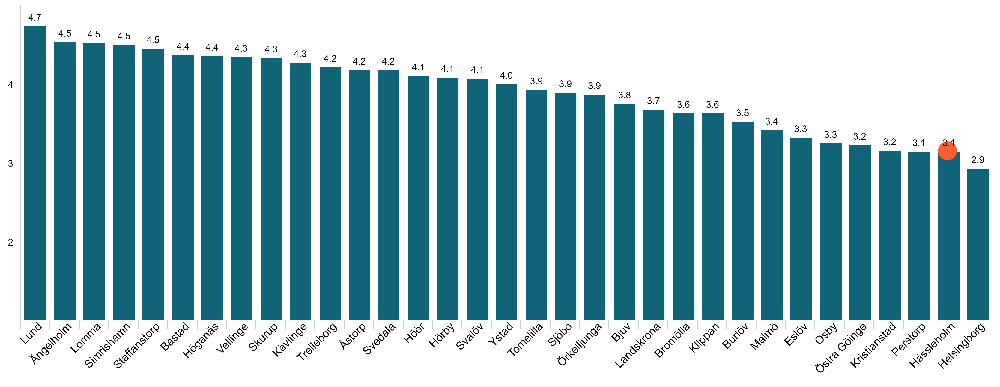 4.7 4.5 4.5 4.5 4.5 4.4 4.4 4.3 4.3 4.3 4.2 4.2 4.2 4.1 4.1 4.1 4.0 3.9 3.9 3.9 3.8 3.7 3.6 3.6 3.5 3.4 3.3 3.3 3.2 3.2 3.1 3.1 2.9
4
3
2
Lund
Ängelholm
Lomma
Simrishamn
Staffanstorp
Båstad
Höganäs
Vellinge
Skurup
Kävlinge
Trelleborg
Åstorp
Svedala
Höör
Hörby
Svalöv
Ystad
Tomelilla
Sjöbo
Örkelljunga
Bjuv
Landskrona
Bromölla
Klippan
Burlöv
Malmö
Eslöv
Osby
Östra Göinge
Kristianstad
Perstorp
Hässleholm
Helsingborg